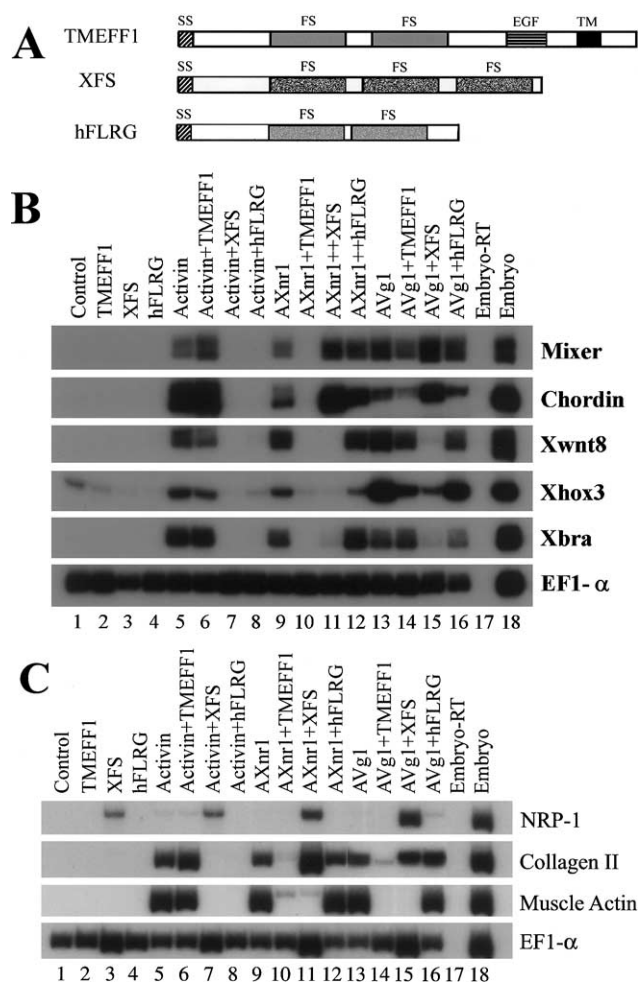 A
TMEFF1
SS FS FS EGF TM
XFS
SS FS FS FS
hFLRG
SS FS FS
B
Control
TMEFF1
XFS
hFLRG
Activin
Activin+TMEFF1
Activin+XFS
Activin+hFLRG
AXnr1
AXnr1+TMEFF1
AXnr1++XFS
AXnr1++hFLRG
AVg1
AVg1+TMEFF1
AVg1+XFS
AVg1+hFLRG
Embryo-RT
Embryo
Mixer
Chordin
Xwnt8
Xhox3
Xbra
EF1- α
1 2 3 4 5 6 7 8 9 10 11 12 13 14 15 16 17 18
C
Control
TMEFF1
XFS
hFLRG
Activin
Activin+TMEFF1
Activin+XFS
Activin+hFLRG
AXnr1
AXnr1+TMEFF1
AXnr1+XFS
AXnr1+hFLRG
AVg1
AVg1+TMEFF1
AVg1+XFS
AVg1+hFLRG
Embryo-RT
Embryo
NRP-1
Collagen II
Muscle Actin
EF1-α
1 2 3 4 5 6 7 8 9 10 11 12 13 14 15 16 17 18